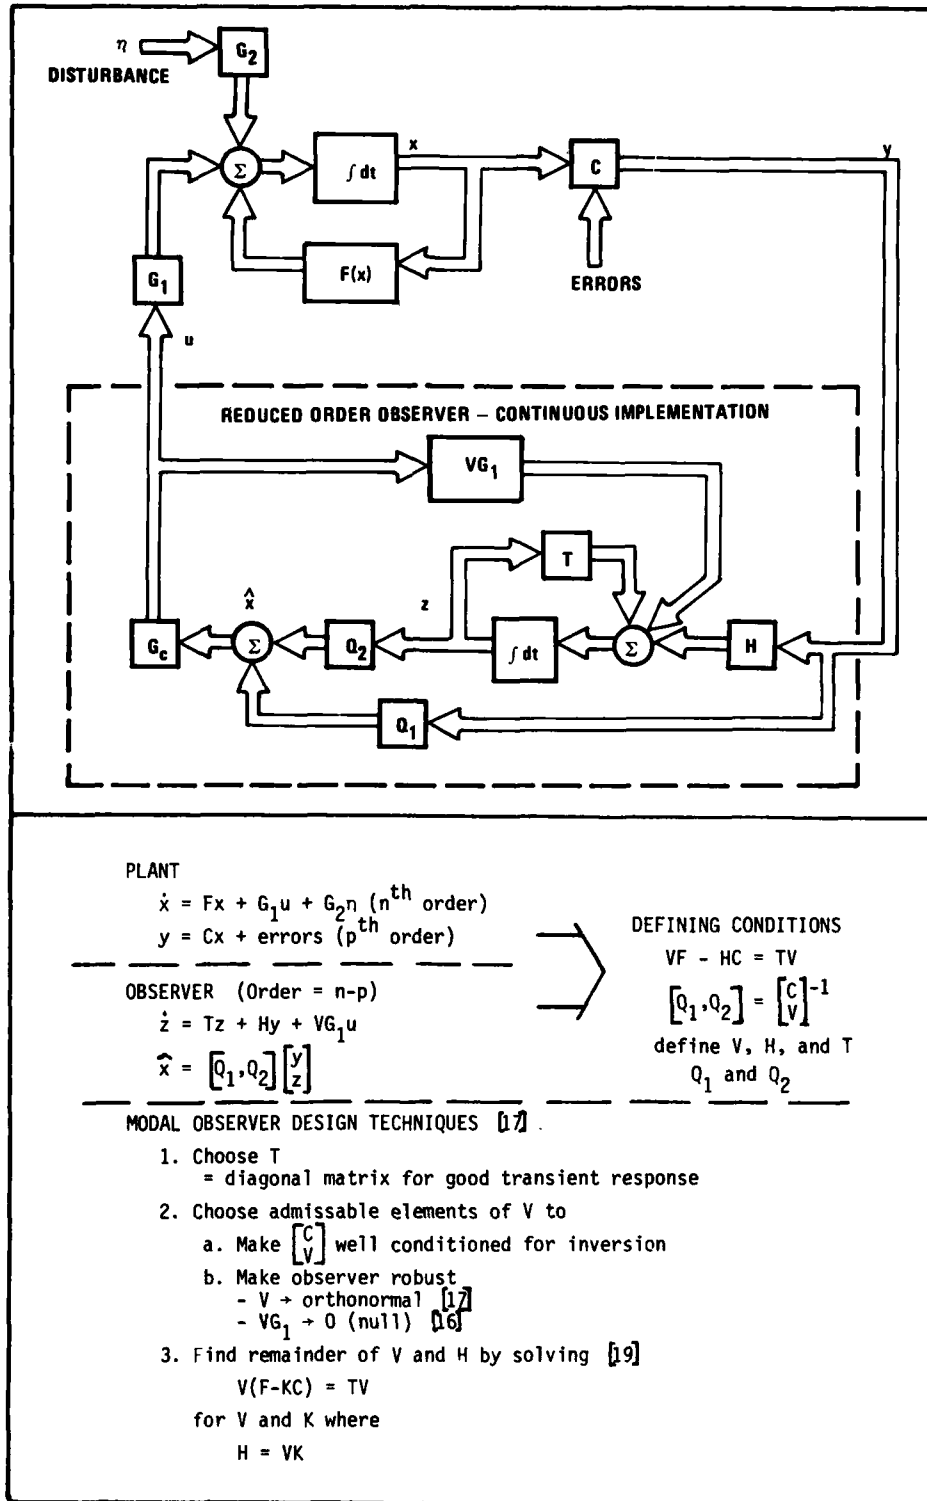 η
DISTURBANCE
G2
Σ
∫ dt
x
C
y
F(x)
ERRORS
G1
u
REDUCED ORDER OBSERVER – CONTINUOUS IMPLEMENTATION
VG1
T
x̂
z
Gc
Σ
Q2
∫ dt
Σ
H
Q1
PLANT
ẋ = Fx + G1u + G2η (nth order)
y = Cx + errors (pth order)
OBSERVER (Order = n-p)
ż = Tz + Hy + VG1u
x̂ = [Q1,Q2] [y z]
DEFINING CONDITIONS
VF - HC = TV
[Q1,Q2] = [C V]-1
define V, H, and T
Q1 and Q2
MODAL OBSERVER DESIGN TECHNIQUES [17] .
1. Choose T
= diagonal matrix for good transient response
2. Choose admissable elements of V to
a. Make [C V] well conditioned for inversion
b. Make observer robust
- V → orthonormal [17]
- VG1 → 0 (null) [16]
3. Find remainder of V and H by solving [19]
V(F-KC) = TV
for V and K where
H = VK